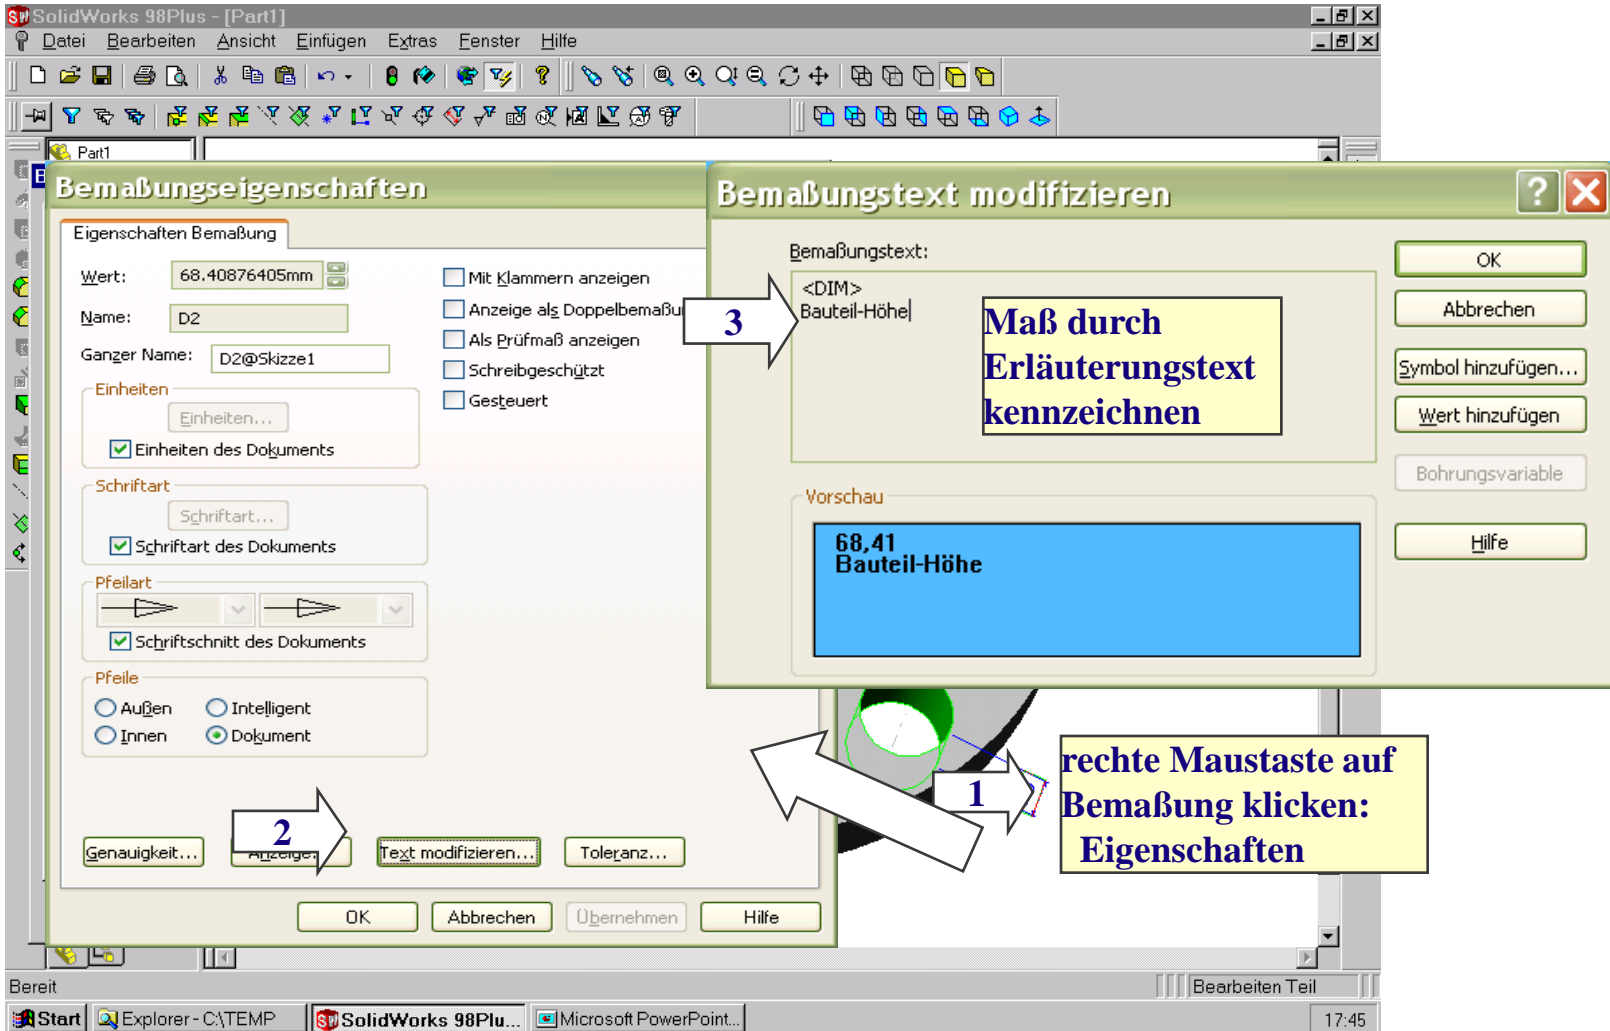 SolidWorks 98Plus - [Part1]
Datei Bearbeiten Ansicht Einfügen Extras Fenster Hilfe
Part1
Bemaßungseigenschaften
Eigenschaften Bemaßung
Wert: 68.40876405mm
Name: D2
Ganzer Name: D2@Skizze1
Einheiten
Einheiten...
Einheiten des Dokuments
Schriftart
Schriftart...
Schriftart des Dokuments
Pfeilart
Schriftschnitt des Dokuments
Pfeile
Außen Intelligent
Innen Dokument
Mit Klammern anzeigen
Anzeige als Doppelbemaßu
Als Prüfmaß anzeigen
Schreibgeschützt
Gesteuert
2
Genauigkeit... Anzeige... Text modifizieren... Toleranz...
OK Abbrechen Übernehmen Hilfe
Bemaßungstext modifizieren
Bemaßungstext:
<DIM>
Bauteil-Höhe
3
Maß durch
Erläuterungstext
kennzeichnen
OK
Abbrechen
Symbol hinzufügen...
Wert hinzufügen
Bohrungsvariable
Hilfe
Vorschau
68,41
Bauteil-Höhe
1
rechte Maustaste auf
Bemaßung klicken:
Eigenschaften
Bereit Bearbeiten Teil
Start Explorer - C:\TEMP SolidWorks 98Plu... Microsoft PowerPoint... 17:45